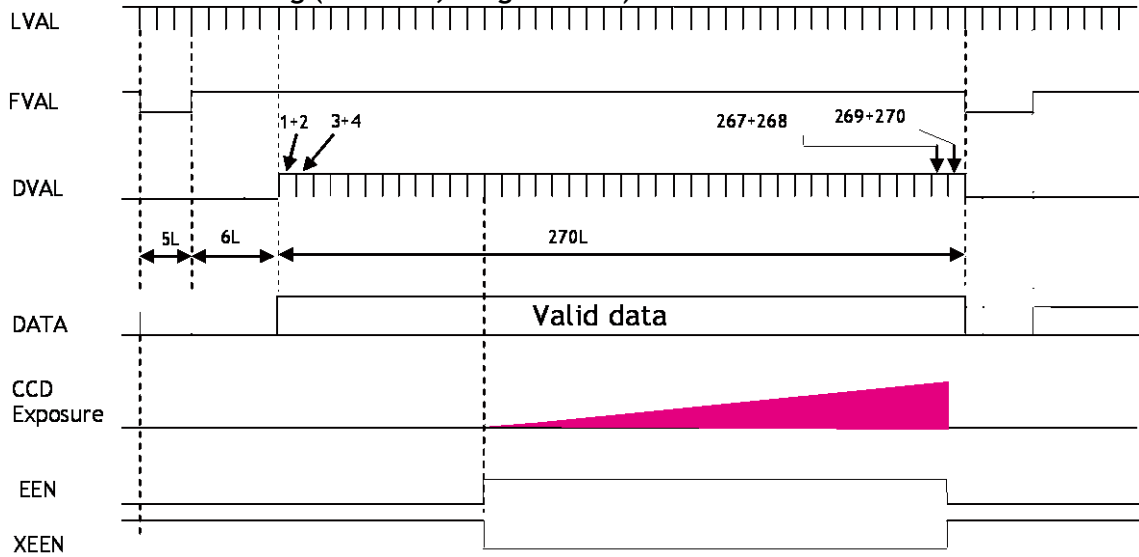 LVAL
FVAL
1+2 3+4 267+268 269+270
DVAL
5L 6L 270L
Valid data
DATA
CCD
Exposure
EEN
XEEN